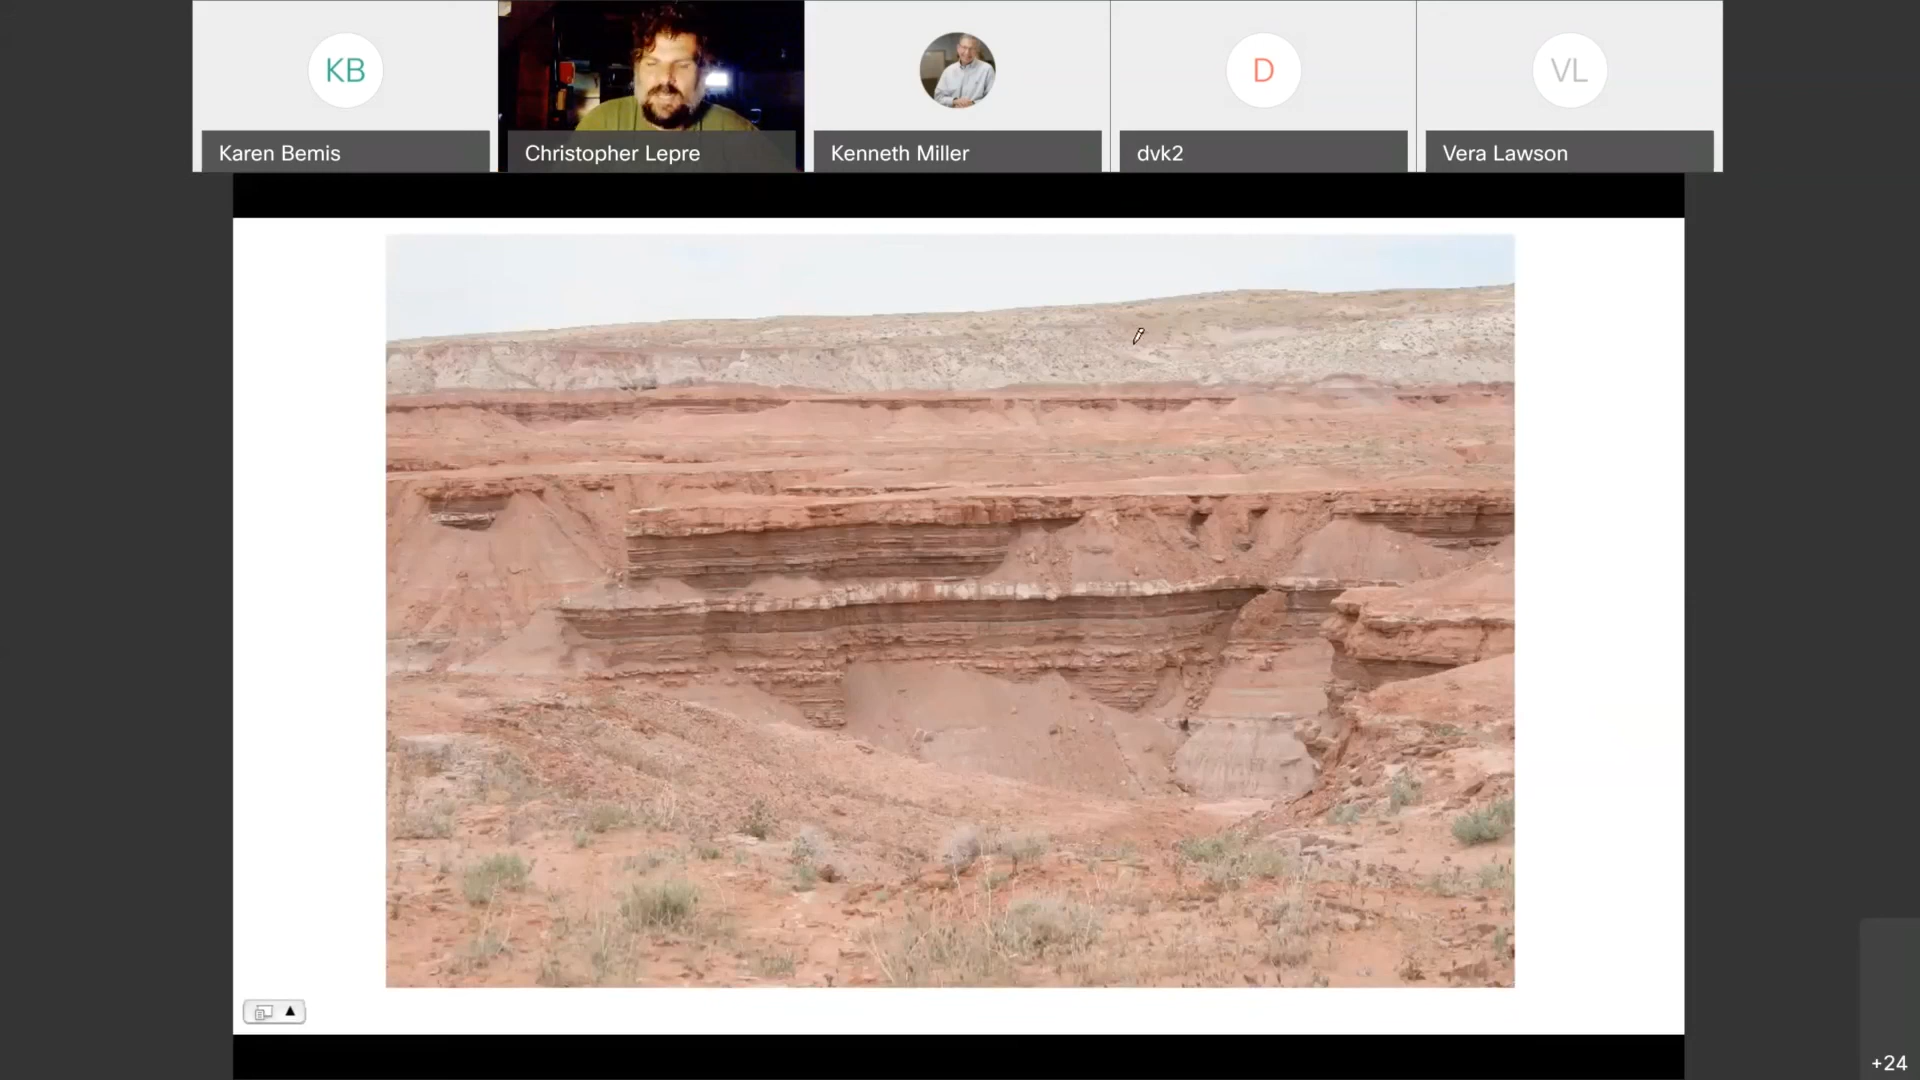 KB
Karen Bemis
Christopher Lepre
Kenneth Miller
D
dvk2
VL
Vera Lawson
+24